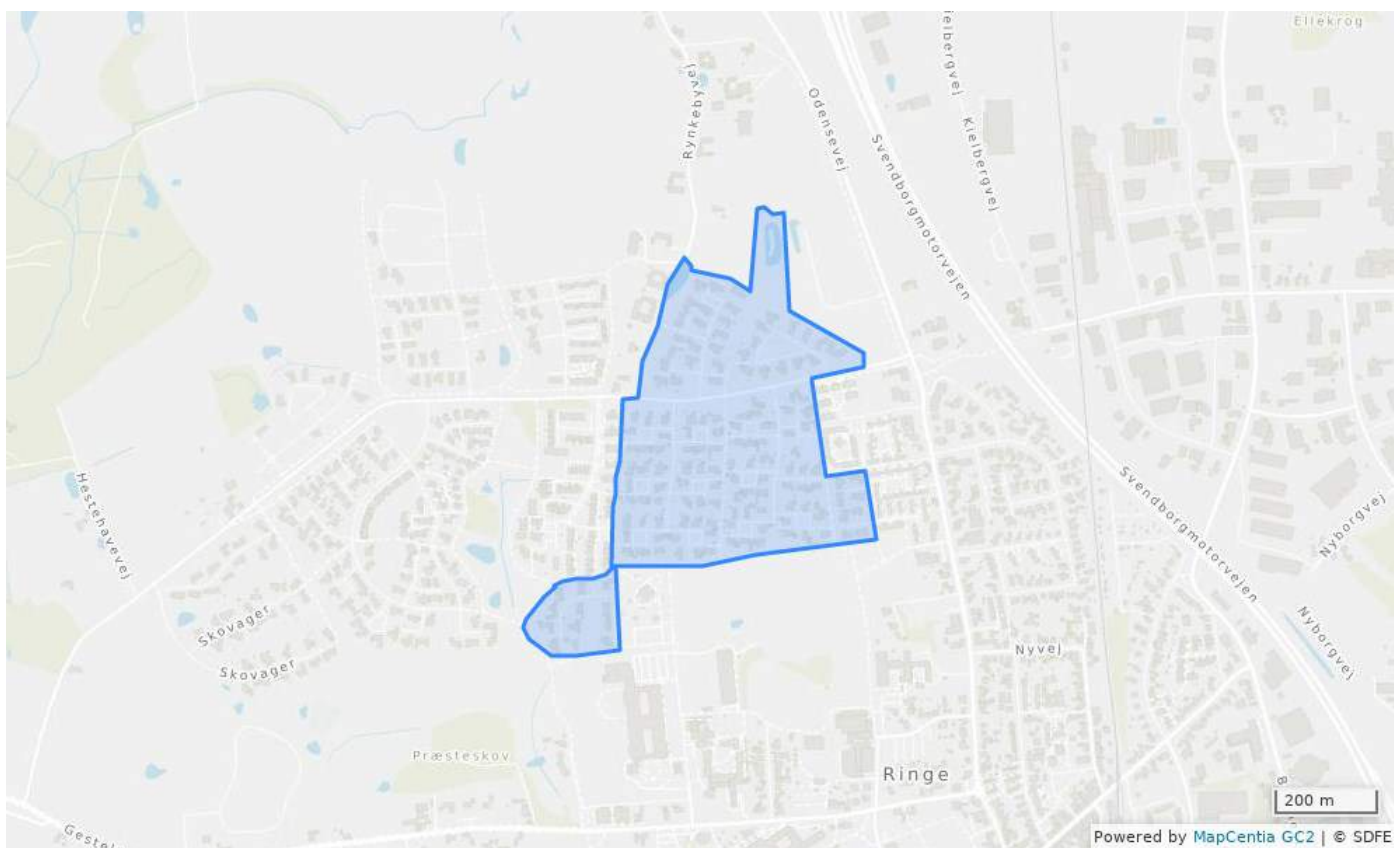 Ellekrog
Kielbergvej
Rynkebyvej
Odensevej
Svendborgmotorvejen
Kielbergvej
Hestehavevej
Svendborgmotorvejen
Nyborgvej
Skovager
Nyborgvej
Nyvej
Skovager
Præsteskov
Ringe
200 m
Powered by MapCentia GC2 | © SDFE